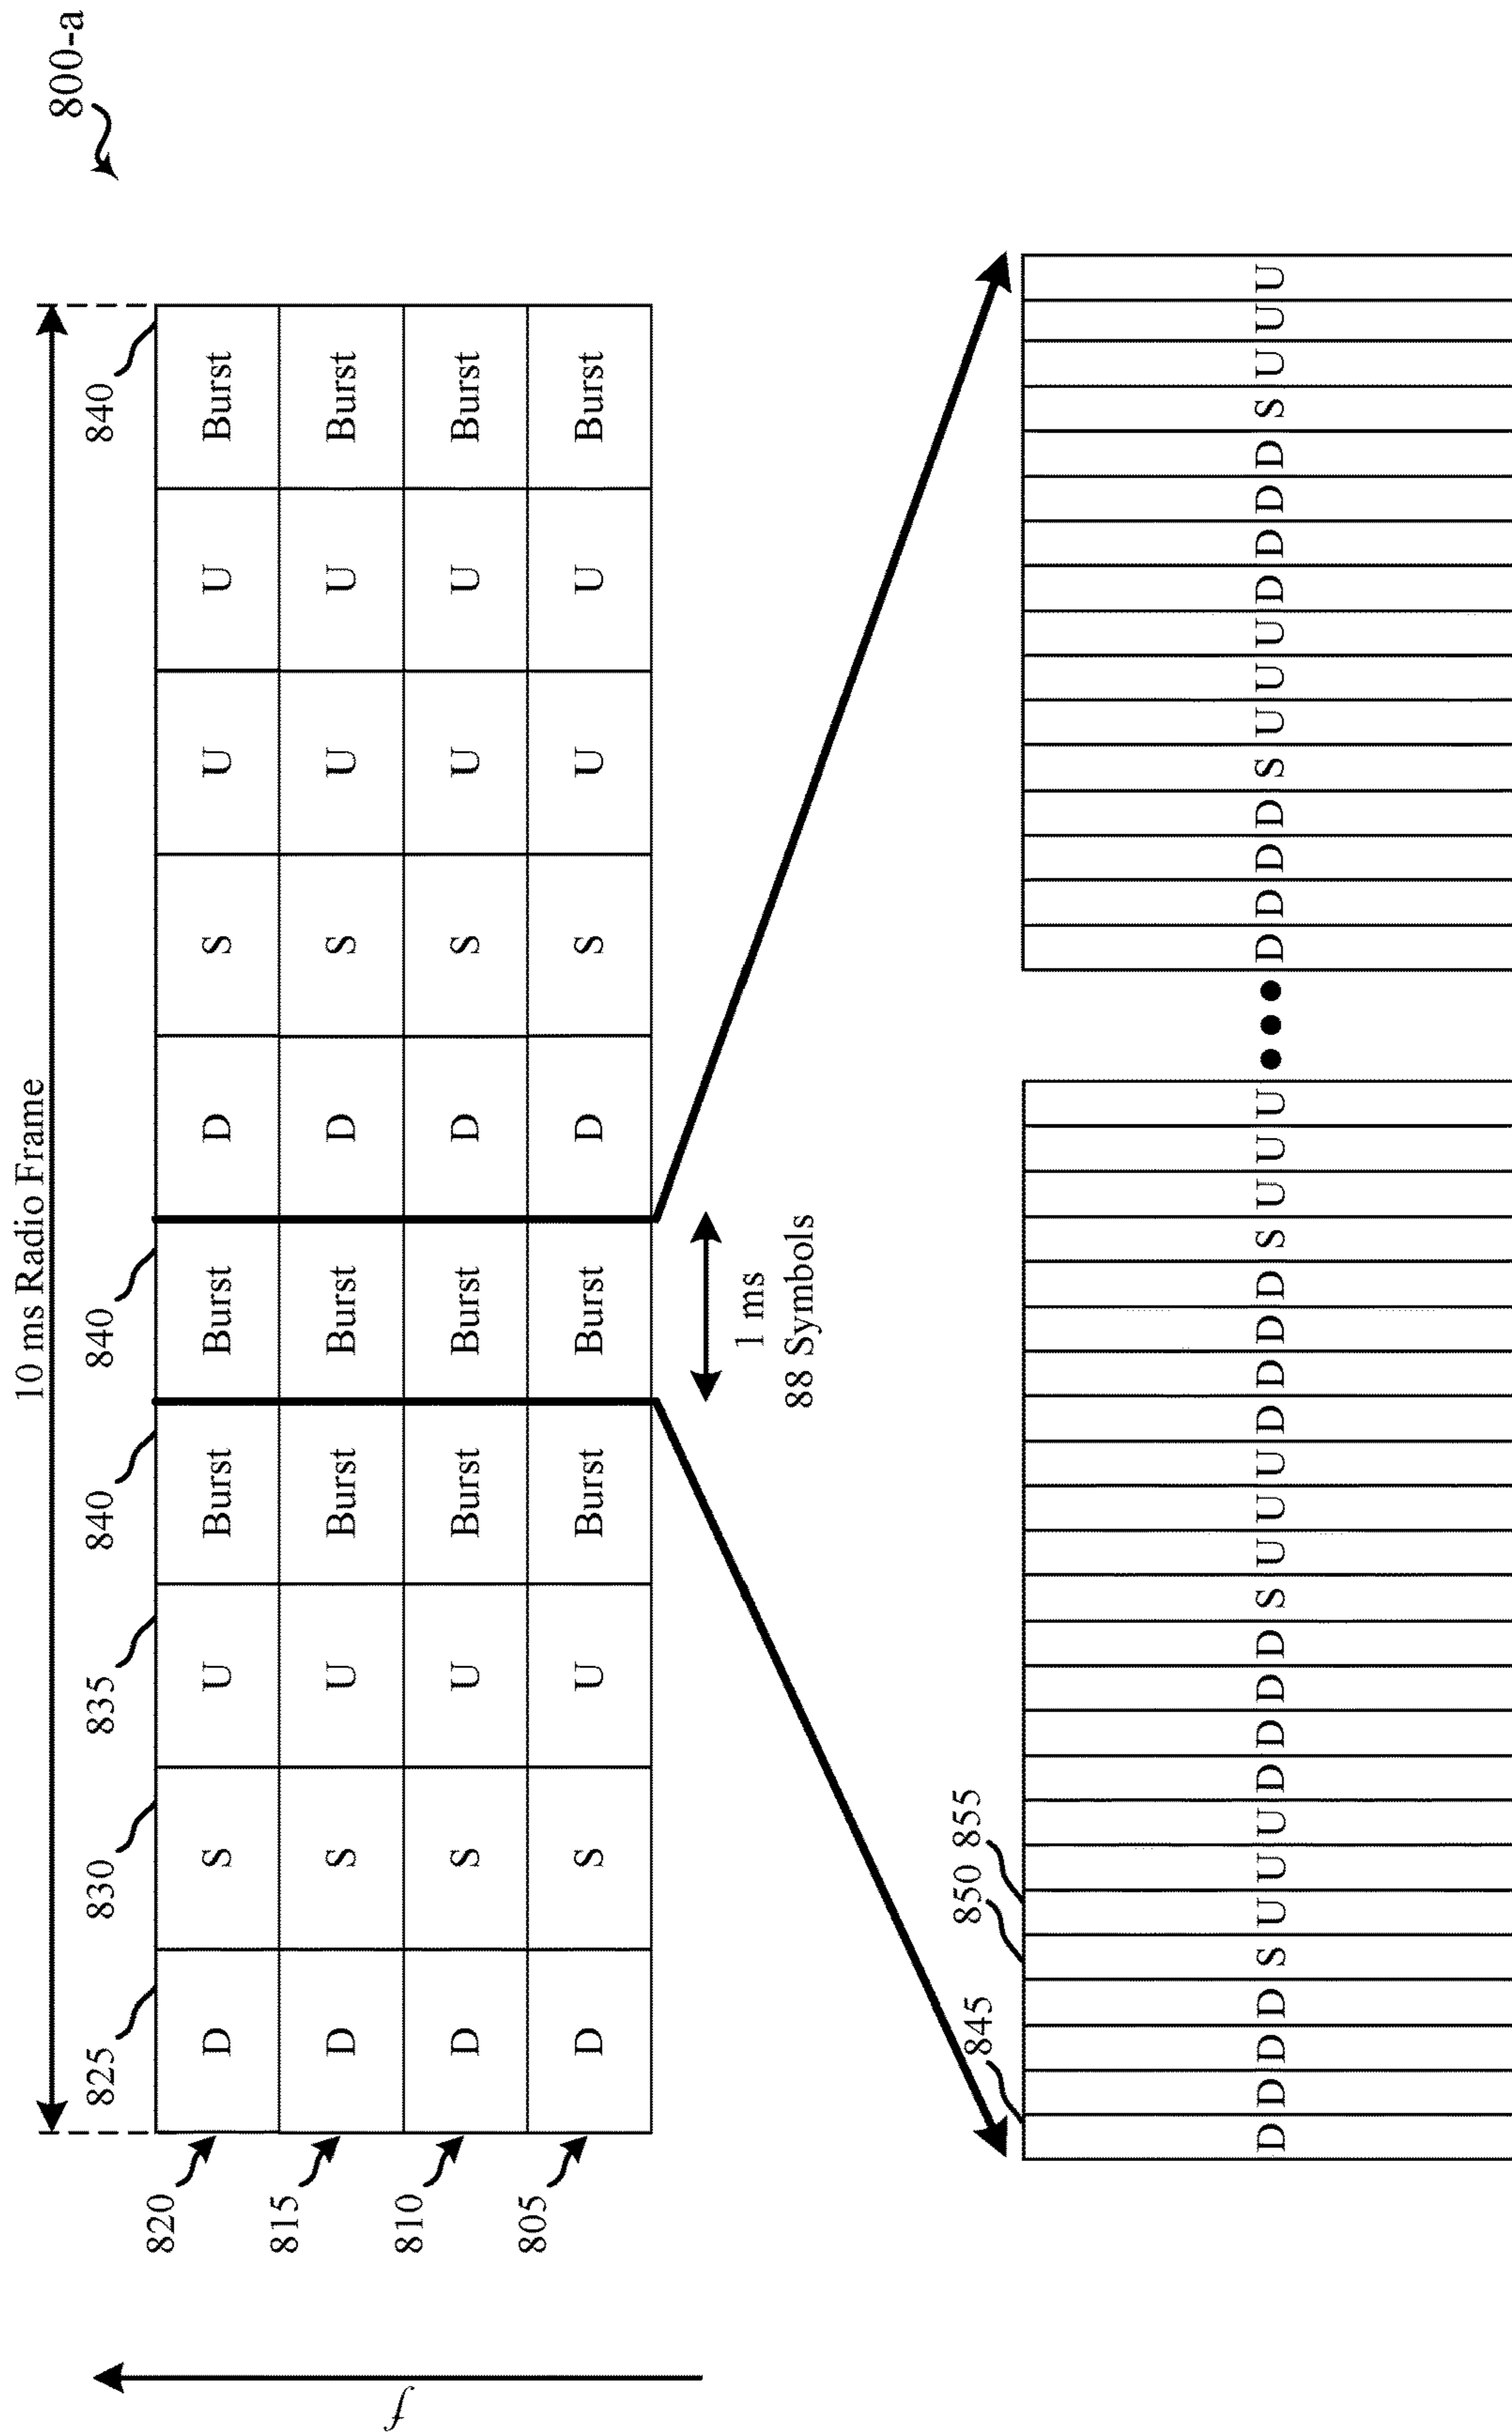 800-a
10 ms Radio Frame
825 830 835 840 840 840
820 D S U Burst Burst D S U U Burst
815 D S U Burst Burst D S U U Burst
810 D S U Burst Burst D S U U Burst
805 D S U Burst Burst D S U U Burst
f
1 ms
88 Symbols
845 850 855
D D D D S U U U D D D D S U U U D D D D S U U U ● ● ● D D D D S U U U D D D D S U U U